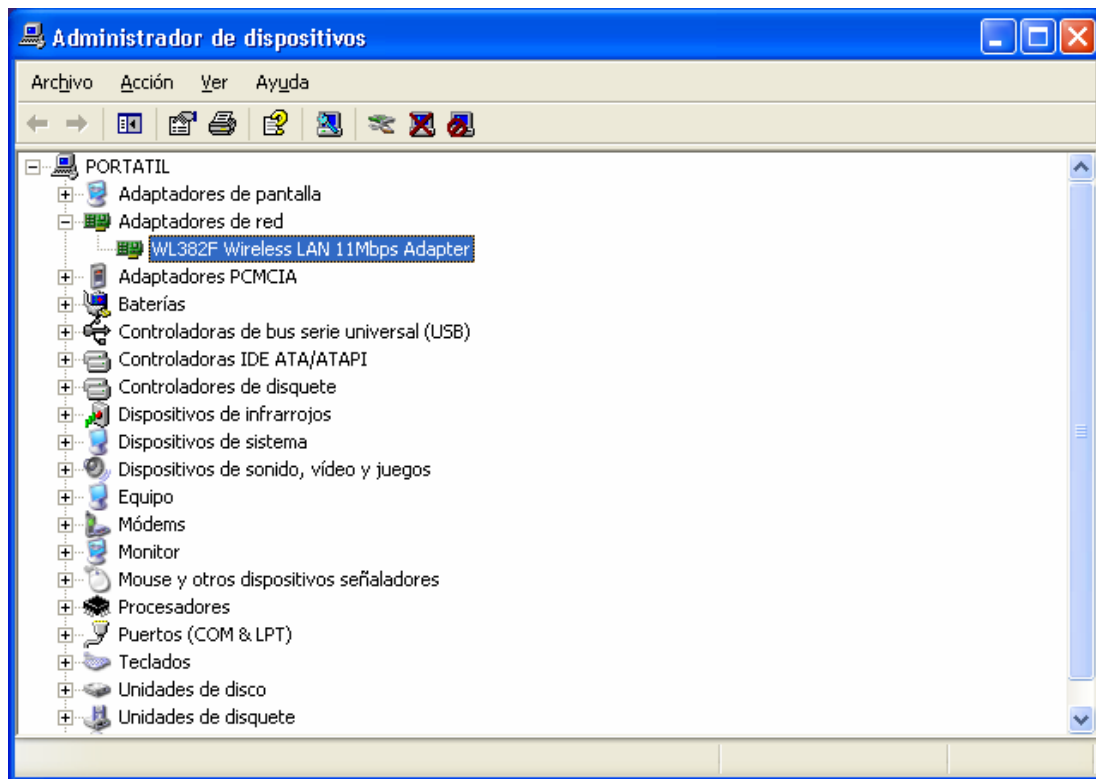 Administrador de dispositivos
Archivo Acción Ver Ayuda
PORTATIL
Adaptadores de pantalla
Adaptadores de red
WL382F Wireless LAN 11Mbps Adapter
Adaptadores PCMCIA
Baterías
Controladoras de bus serie universal (USB)
Controladoras IDE ATA/ATAPI
Controladores de disquete
Dispositivos de infrarrojos
Dispositivos de sistema
Dispositivos de sonido, vídeo y juegos
Equipo
Módems
Monitor
Mouse y otros dispositivos señaladores
Procesadores
Puertos (COM & LPT)
Teclados
Unidades de disco
Unidades de disquete